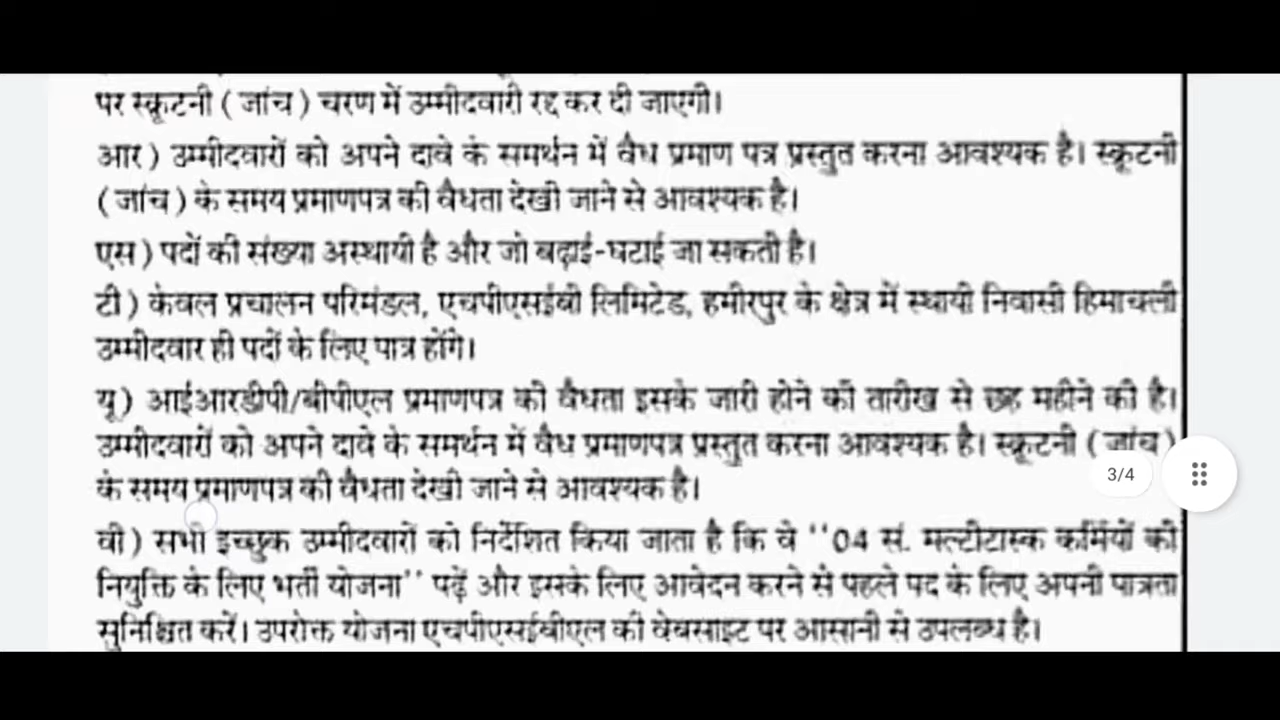 पर स्क्रूटनी ( जांच ) चरण में उम्मीदवारी रद्द कर दी जाएगी।
आर ) उम्मीदवारों को अपने दावे के समर्थन में वैध प्रमाण पत्र प्रस्तुत करना आवश्यक है। स्क्रूटनी
( जांच ) के समय प्रमाणपत्र की वैधता देखी जाने से आवश्यक है।
एस ) पदों की संख्या अस्थायी है और जो बढ़ाई-घटाई जा सकती है।
टी ) केवल प्रचालन परिमंडल, एचपीएसईबी लिमिटेड, हमीरपुर के क्षेत्र में स्थायी निवासी हिमाचली
उम्मीदवार ही पदों के लिए पात्र होंगे।
यू ) आईआरडीपी/बीपीएल प्रमाणपत्र की वैधता इसके जारी होने की तारीख से छह महीने की है।
उम्मीदवारों को अपने दावे के समर्थन में वैध प्रमाणपत्र प्रस्तुत करना आवश्यक है। स्क्रूटनी ( जांच )
के समय प्रमाणपत्र की वैधता देखी जाने से आवश्यक है।
3/4
वी ) सभी इच्छुक उम्मीदवारों को निर्देशित किया जाता है कि वे ''04 सं. मल्टीटास्क कर्मियों की
नियुक्ति के लिए भर्ती योजना'' पढ़ें और इसके लिए आवेदन करने से पहले पद के लिए अपनी पात्रता
सुनिश्चित करें। उपरोक्त योजना एचपीएसईबीएल की वेबसाइट पर आसानी से उपलब्ध है।